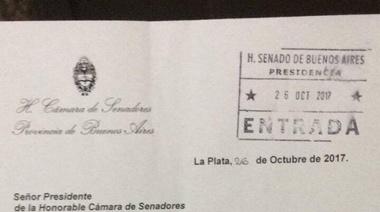 H. Cámara de Senadores
Provincia de Buenos Aires
H. SENADO DE BUENOS AIRES
PRESIDENCIA
★ 26 OCT 2017 ★
ENTRADA
La Plata, 26 de Octubre de 2017.
Señor Presidente
de la Honorable Cámara de Senadores